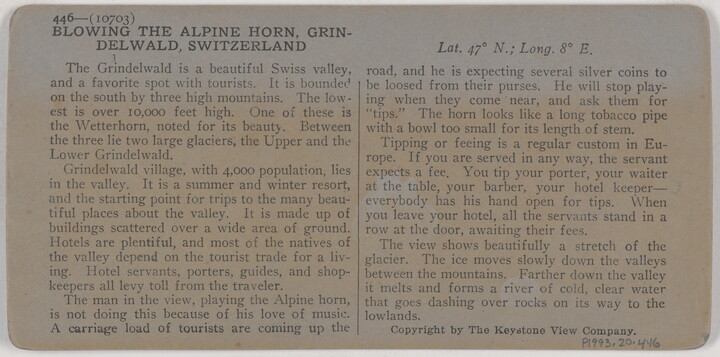 446—(10703)
BLOWING THE ALPINE HORN, GRIN-
DELWALD, SWITZERLAND
The Grindelwald is a beautiful Swiss valley,
and a favorite spot with tourists. It is bounded
on the south by three high mountains. The low-
est is over 10,000 feet high. One of these is
the Wetterhorn, noted for its beauty. Between
the three lie two large glaciers, the Upper and the
Lower Grindelwald.
Grindelwald village, with 4,000 population, lies
in the valley. It is a summer and winter resort,
and the starting point for trips to the many beau-
tiful places about the valley. It is made up of
buildings scattered over a wide area of ground.
Hotels are plentiful, and most of the natives of
the valley depend on the tourist trade for a liv-
ing. Hotel servants, porters, guides, and shop-
keepers all levy toll from the traveler.
The man in the view, playing the Alpine horn,
is not doing this because of his love of music.
A carriage load of tourists are coming up the
Lat. 47° N.; Long. 8° E.
road, and he is expecting several silver coins to
be loosed from their purses. He will stop play-
ing when they come near, and ask them for
"tips." The horn looks like a long tobacco pipe
with a bowl too small for its length of stem.
Tipping or feeing is a regular custom in Eu-
rope. If you are served in any way, the servant
expects a fee. You tip your porter, your waiter
at the table, your barber, your hotel keeper—
everybody has his hand open for tips. When
you leave your hotel, all the servants stand in a
row at the door, awaiting their fees.
The view shows beautifully a stretch of the
glacier. The ice moves slowly down the valleys
between the mountains. Farther down the valley
it melts and forms a river of cold, clear water
that goes dashing over rocks on its way to the
lowlands.
Copyright by The Keystone View Company.
P1993.20.446